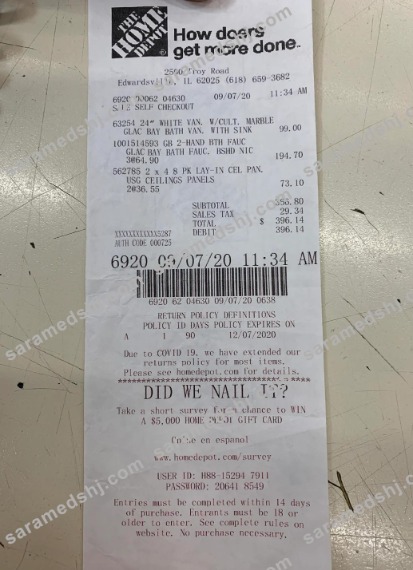 THE HOME DEPOT
How doers get more done.
2500 Troy Road
Edwardsville, IL 62025 (618) 659-3682
6920 00062 04630 09/07/20 11:34 AM
SELF CHECKOUT
63254 24" WHITE VAN. W/CULT. MARBLE
GLAC BAY BATH VAN. WITH SINK 99.00
1001514593 GB 2-HAND BTH FAUC
GLAC BAY BATH FAUC. BSHD NIC
3@64.90 194.70
562785 2 x 4 8 PK LAY-IN CEL PAN.
USG CEILINGS PANELS
2@36.55 73.10
SUBTOTAL 366.80
SALES TAX 29.34
TOTAL $ 396.14
XXXXXXXXXXXX5287 DEBIT 396.14
AUTH CODE 000725
6920 09/07/20 11:34 AM
6920 62 04630 09/07/20 0638
RETURN POLICY DEFINITIONS
POLICY ID DAYS POLICY EXPIRES ON
A 1 90 12/07/2020
Due to COVID 19, we have extended our
returns policy for most items.
Please see homedepot.com for details.
DID WE NAIL IT?
Take a short survey for a chance to WIN
A $5,000 HOME DEPOT GIFT CARD
en espanol
www.homedepot.com/survey
USER ID: H88-15294 7911
PASSWORD: 20641 8549
Entries must be completed within 14 days
of purchase. Entrants must be 18 or
older to enter. See complete rules on
website. No purchase necessary.
saramedshj.com